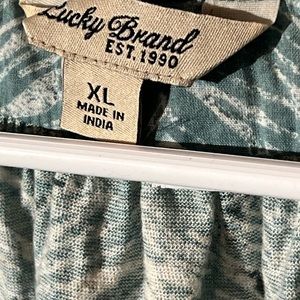 Lucky Brand
EST. 1990
XL
MADE IN
INDIA